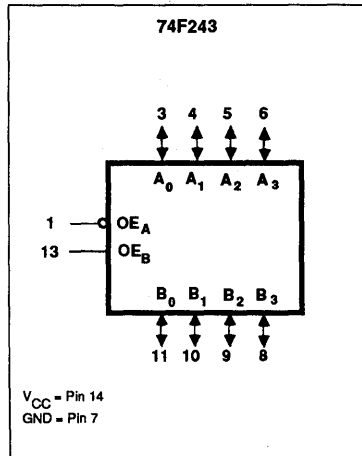 74F243
3 4 5 6
A0 A1 A2 A3
1 OEA
13 OEB
B0 B1 B2 B3
11 10 9 8
VCC = Pin 14
GND = Pin 7